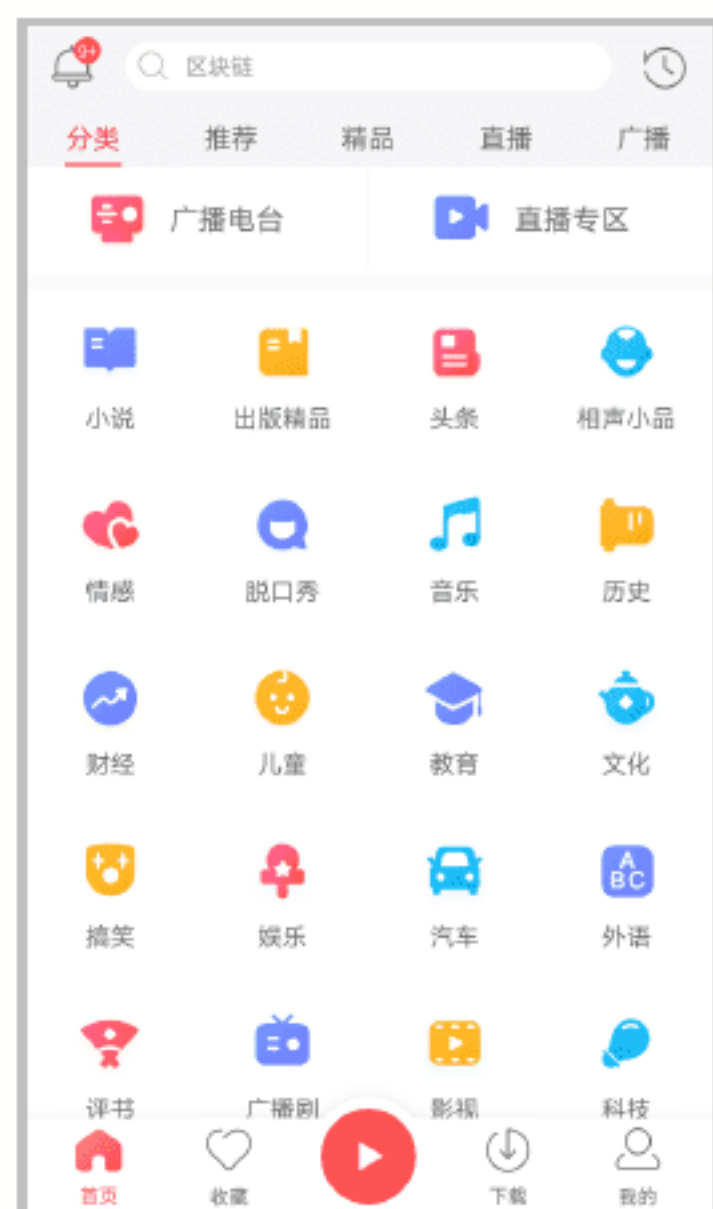 9+
区块链
分类 推荐 精品 直播 广播
广播电台 直播专区
小说 出版精品 头条 相声小品
情感 脱口秀 音乐 历史
财经 儿童 教育 文化
A
BC
搞笑 娱乐 汽车 外语
评书 广播剧 影视 科技
首页 收藏 下载 我的